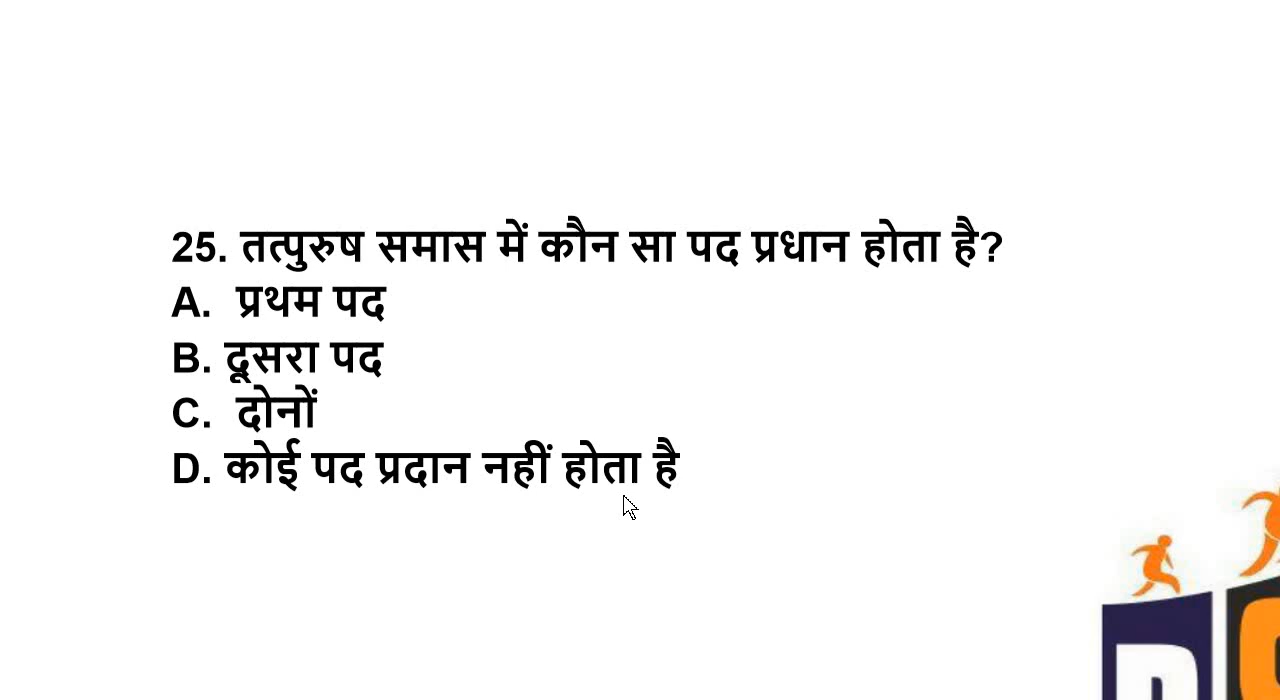 25. तत्पुरुष समास में कौन सा पद प्रधान होता है?
A. प्रथम पद
B. दूसरा पद
C. दोनों
D. कोई पद प्रदान नहीं होता है